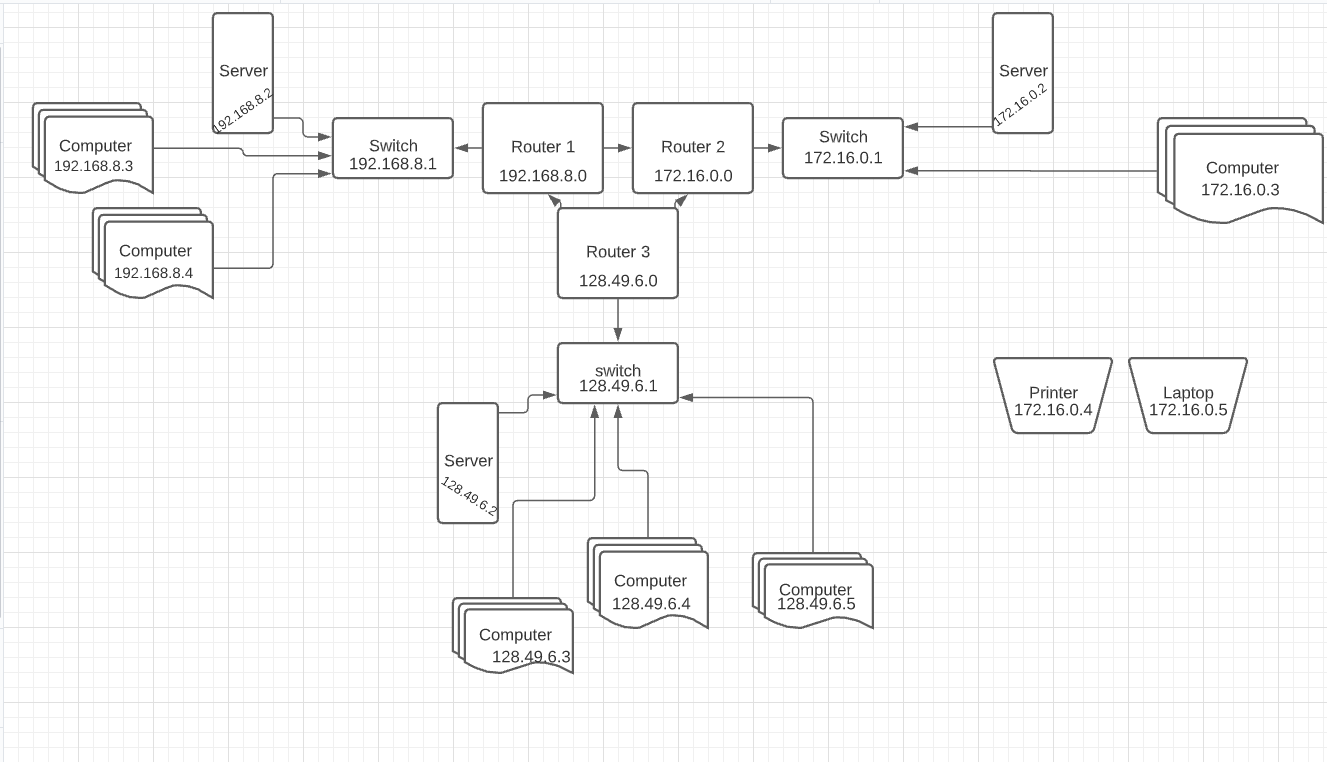 Server
192.168.8.2
Computer
192.168.8.3
Computer
192.168.8.4
Switch
192.168.8.1
Router 1
192.168.8.0
Router 2
172.16.0.0
Switch
172.16.0.1
Server
172.16.0.2
Computer
172.16.0.3
Router 3
128.49.6.0
switch
128.49.6.1
Printer
172.16.0.4
Laptop
172.16.0.5
Server
128.49.6.2
Computer
128.49.6.3
Computer
128.49.6.4
Computer
128.49.6.5